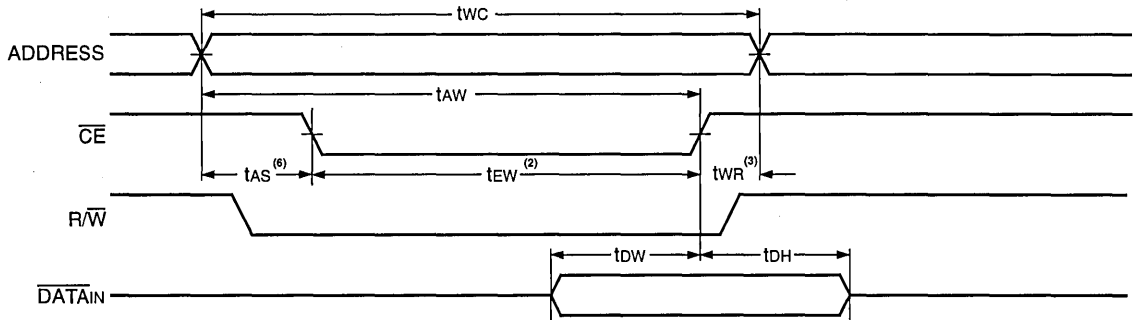 tWC
ADDRESS
tAW
CE
tAS(6)
tEW(2)
tWR(3)
R/W
tDW
tDH
DATAIN